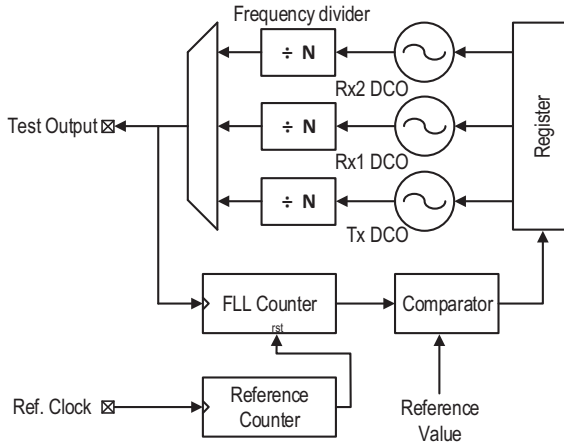 Frequency divider
÷ N
Rx2 DCO
Test Output
÷ N
Rx1 DCO
Register
÷ N
Tx DCO
FLL Counter
rst
Comparator
Ref. Clock
Reference
Counter
Reference
Value